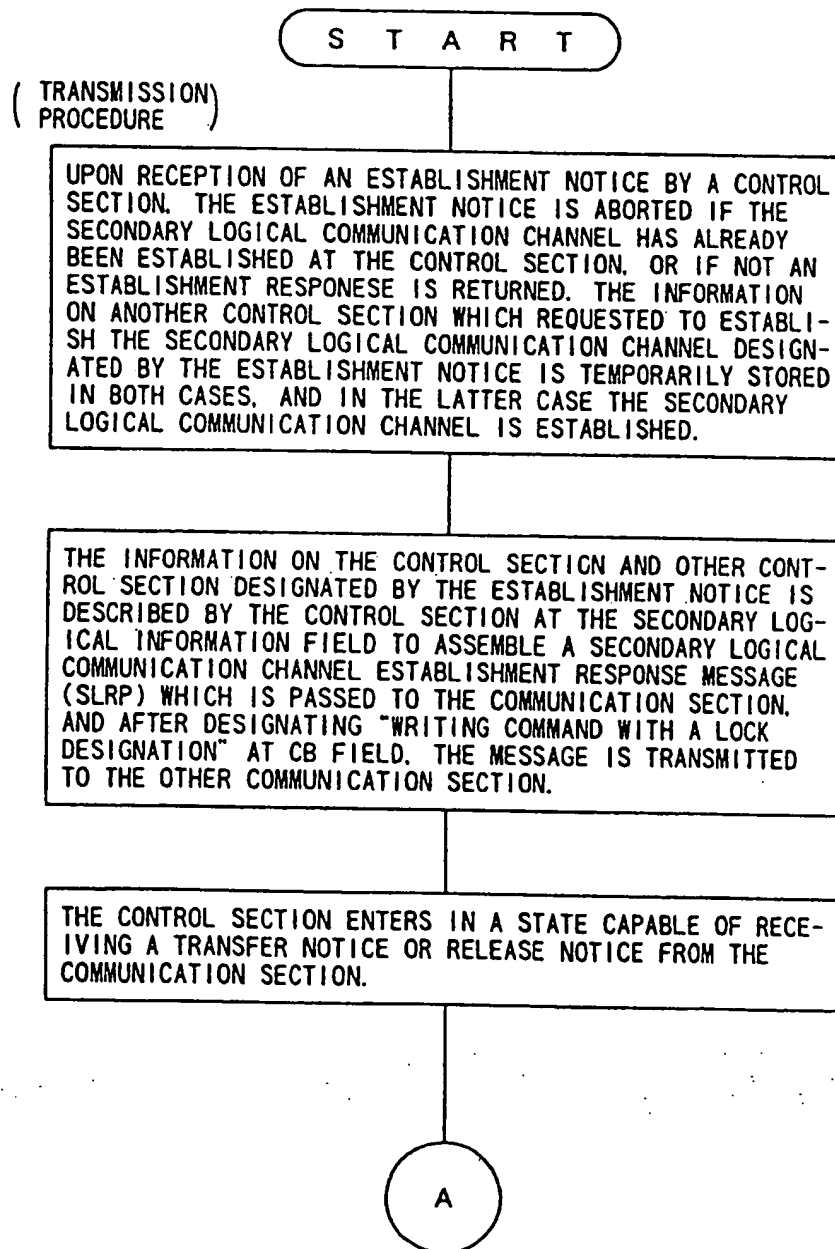 S T A R T
( TRANSMISSION )
PROCEDURE
UPON RECEPTION OF AN ESTABLISHMENT NOTICE BY A CONTROL
SECTION, THE ESTABLISHMENT NOTICE IS ABORTED IF THE
SECONDARY LOGICAL COMMUNICATION CHANNEL HAS ALREADY
BEEN ESTABLISHED AT THE CONTROL SECTION, OR IF NOT AN
ESTABLISHMENT RESPONESE IS RETURNED. THE INFORMATION
ON ANOTHER CONTROL SECTION WHICH REQUESTED TO ESTABLI-
SH THE SECONDARY LOGICAL COMMUNICATION CHANNEL DESIGN-
ATED BY THE ESTABLISHMENT NOTICE IS TEMPORARILY STORED
IN BOTH CASES, AND IN THE LATTER CASE THE SECONDARY
LOGICAL COMMUNICATION CHANNEL IS ESTABLISHED.
THE INFORMATION ON THE CONTROL SECTION AND OTHER CONT-
ROL SECTION DESIGNATED BY THE ESTABLISHMENT NOTICE IS
DESCRIBED BY THE CONTROL SECTION AT THE SECONDARY LOG-
ICAL INFORMATION FIELD TO ASSEMBLE A SECONDARY LOGICAL
COMMUNICATION CHANNEL ESTABLISHMENT RESPONSE MESSAGE
(SLRP) WHICH IS PASSED TO THE COMMUNICATION SECTION,
AND AFTER DESIGNATING "WRITING COMMAND WITH A LOCK
DESIGNATION" AT CB FIELD, THE MESSAGE IS TRANSMITTED
TO THE OTHER COMMUNICATION SECTION.
THE CONTROL SECTION ENTERS IN A STATE CAPABLE OF RECE-
IVING A TRANSFER NOTICE OR RELEASE NOTICE FROM THE
COMMUNICATION SECTION.
A